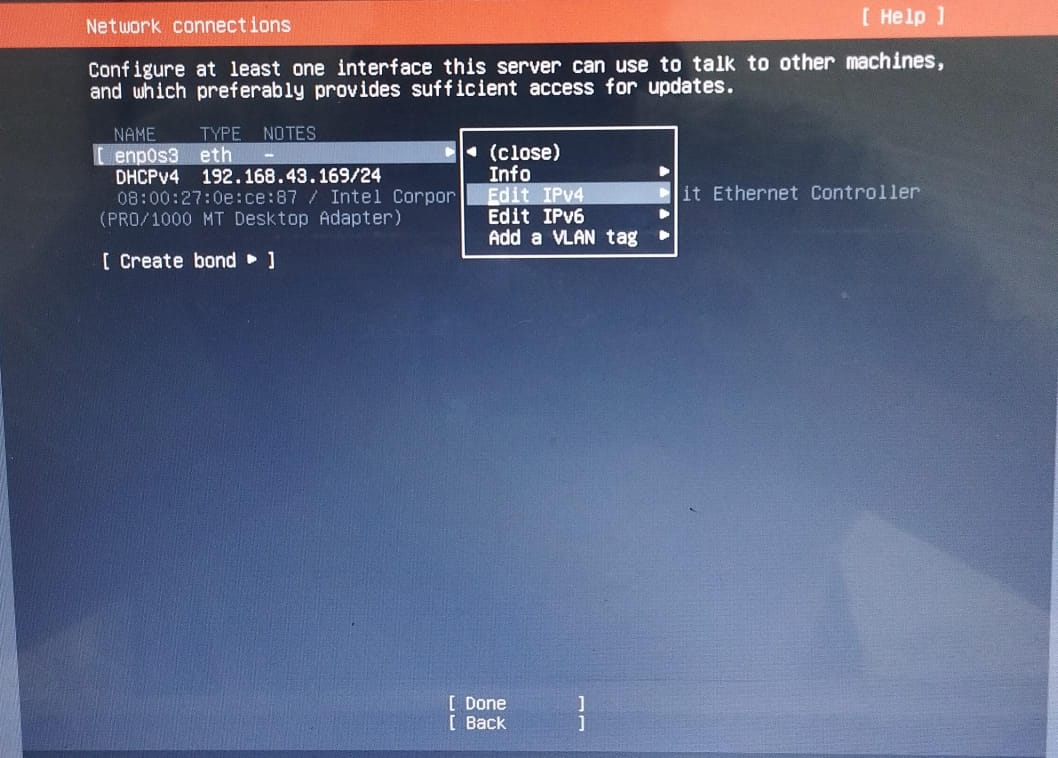 Network connections [ Help ]
Configure at least one interface this server can use to talk to other machines,
and which preferably provides sufficient access for updates.
NAME TYPE NOTES
[ enp0s3 eth - ▸
DHCPv4 192.168.43.169/24
08:00:27:0e:ce:87 / Intel Corpor
it Ethernet Controller
(PRO/1000 MT Desktop Adapter)
◂ (close)
Info ▸
Edit IPv4 ▸
Edit IPv6 ▸
Add a VLAN tag ▸
[ Create bond ▸ ]
[ Done ]
[ Back ]